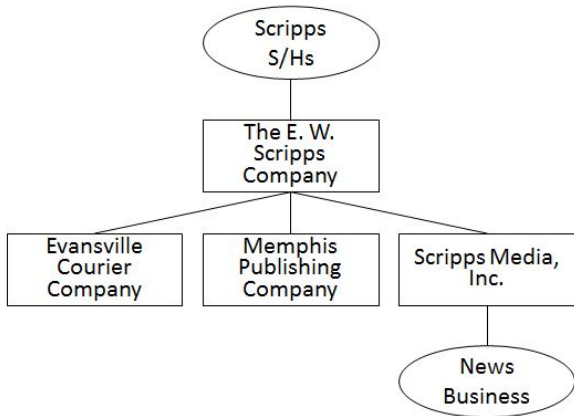 Scripps
S/Hs
The E. W.
Scripps
Company
Evansville
Courier
Company
Memphis
Publishing
Company
Scripps Media,
Inc.
News
Business